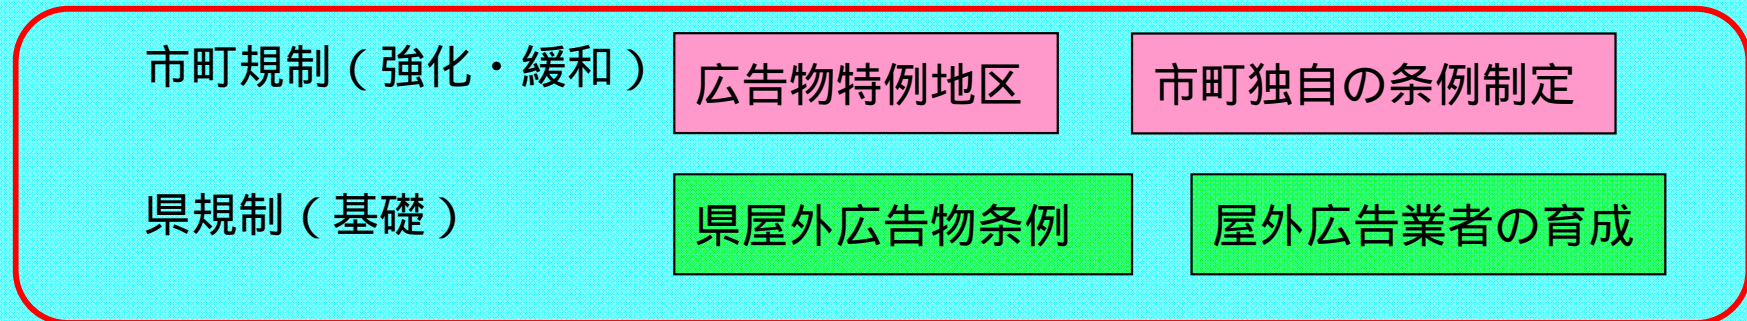 市町規制（強化・緩和）
広告物特例地区
市町独自の条例制定
県規制（基礎）
県屋外広告物条例
屋外広告業者の育成